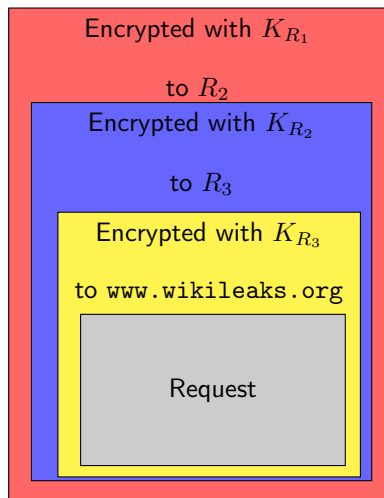 Encrypted with K_{R_1}
to R_2
Encrypted with K_{R_2}
to R_3
Encrypted with K_{R_3}
to www.wikileaks.org
Request